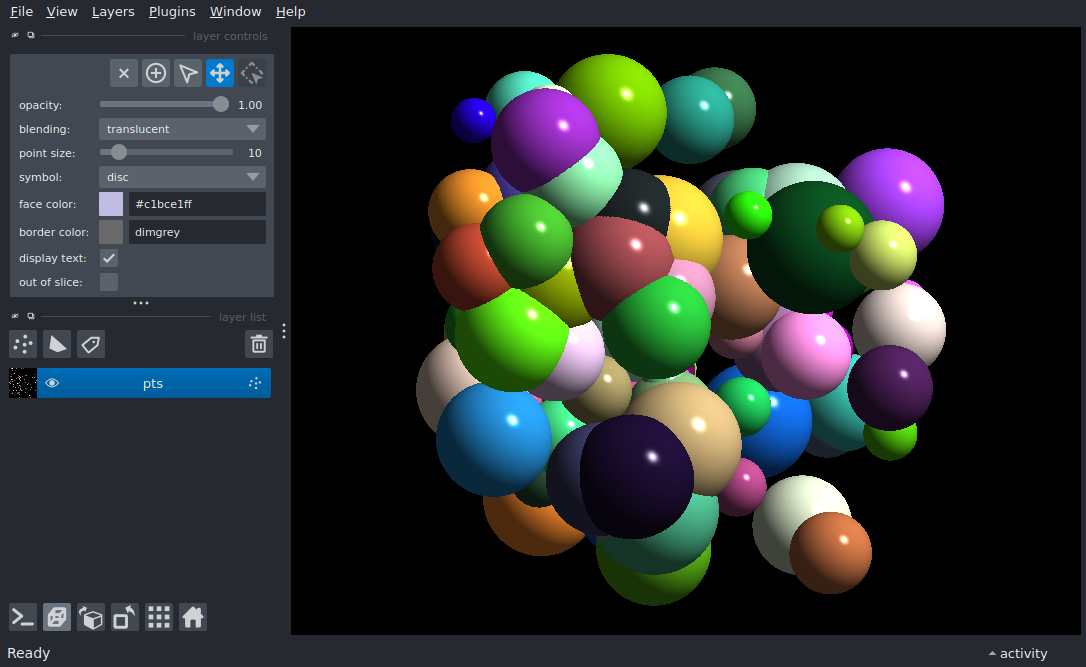 File View Layers Plugins Window Help
layer controls
opacity: 1.00
blending: translucent
point size: 10
symbol: disc
face color: #c1bce1ff
border color: dimgrey
display text:
out of slice:
layer list
pts
Ready
activity